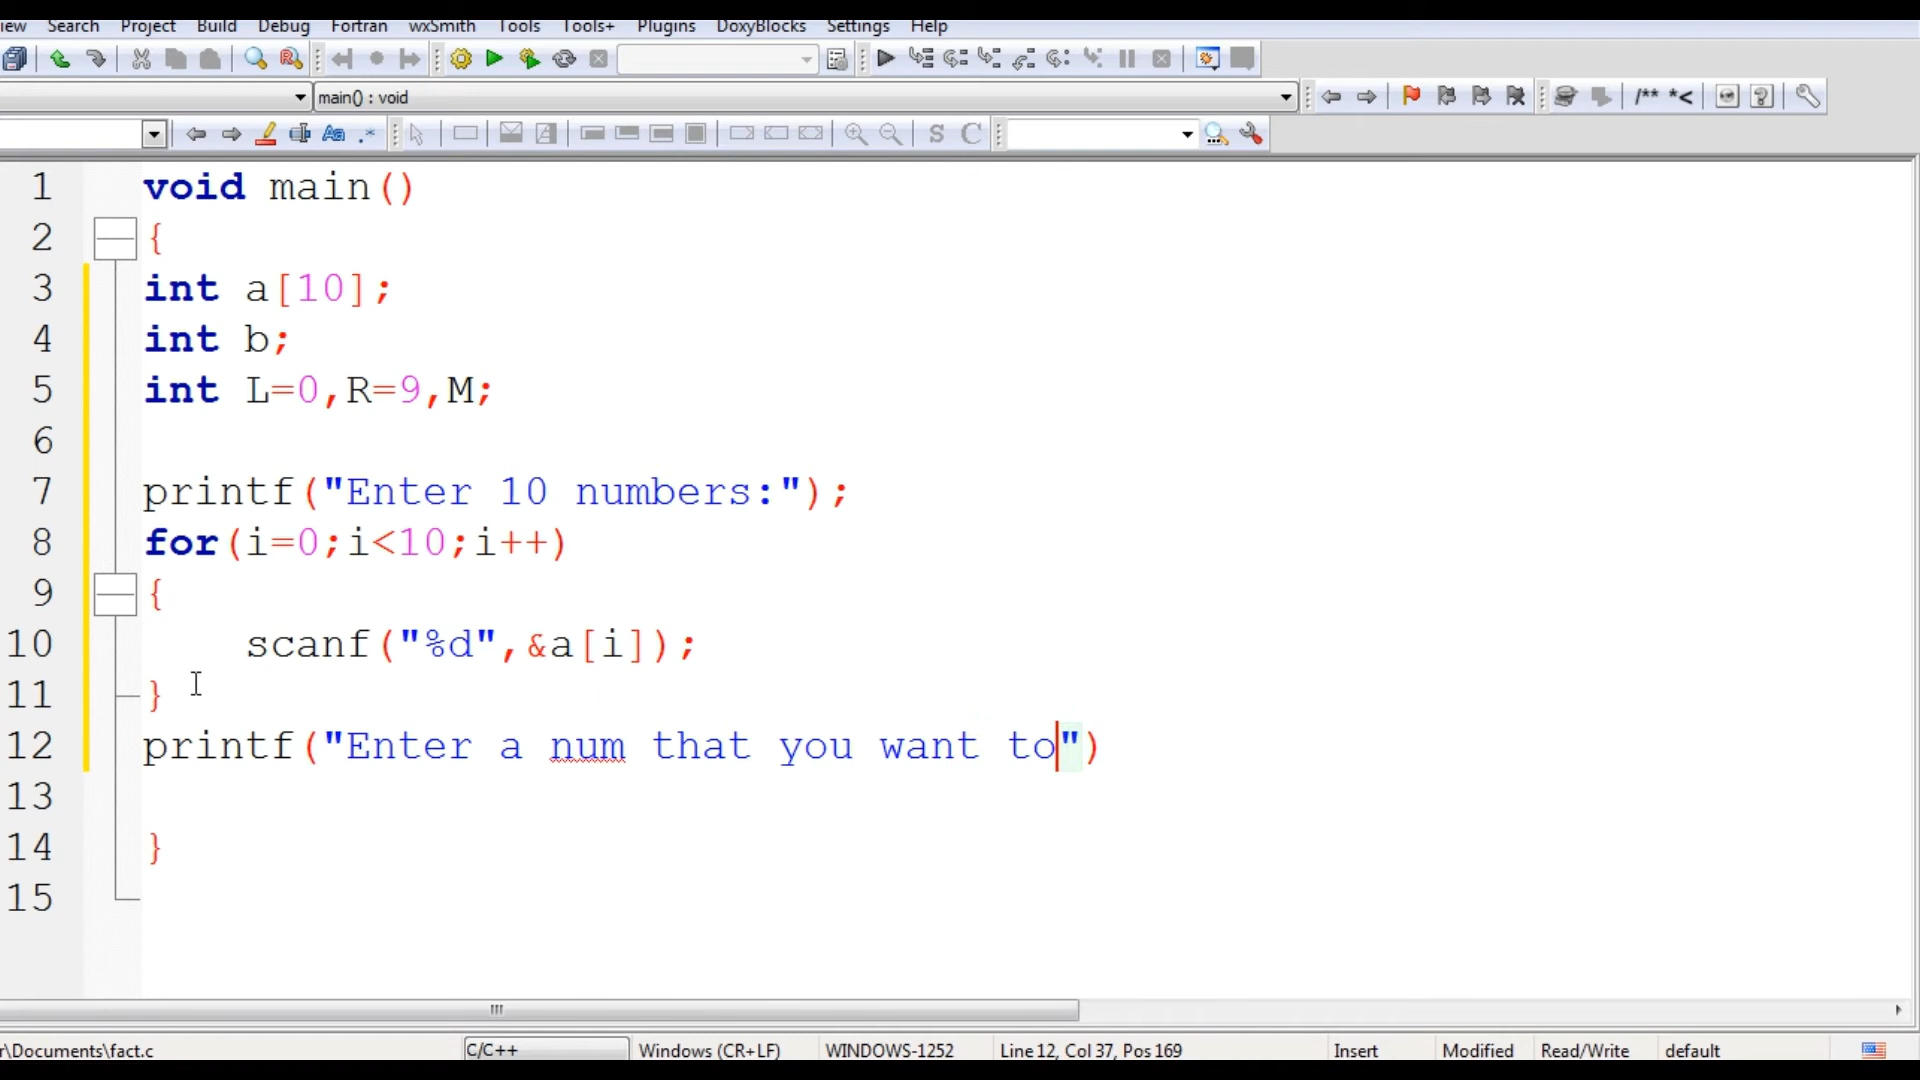 iew Search Project Build Debug Fortran wxSmith Tools Tools+ Plugins DoxyBlocks Settings Help
main() : void
/** *<
S C
1 void main()
2 {
3 int a[10];
4 int b;
5 int L=0,R=9,M;
6
7 printf("Enter 10 numbers:");
8 for(i=0;i<10;i++)
9 {
10 scanf("%d",&a[i]);
11 }
12 printf("Enter a num that you want to")
13
14 }
15
r\Documents\fact.c C/C++ Windows (CR+LF) WINDOWS-1252 Line 12, Col 37, Pos 169 Insert Modified Read/Write default